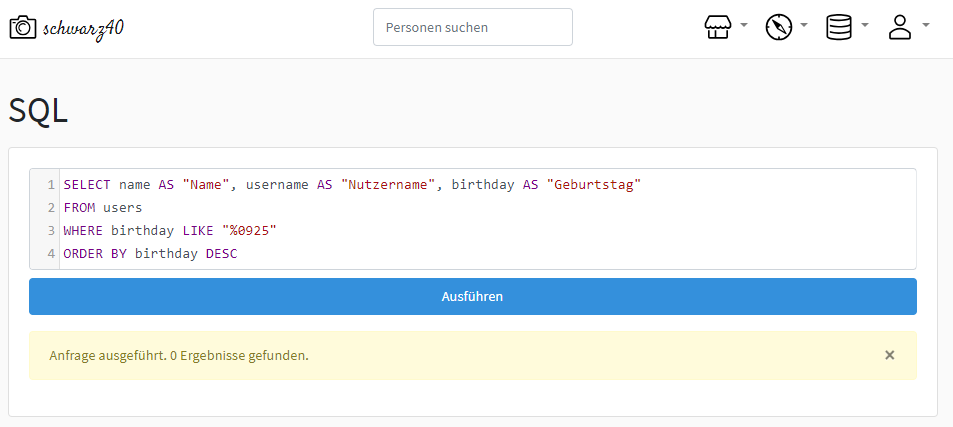 schwarz40
Personen suchen
SQL
1 SELECT name AS "Name", username AS "Nutzername", birthday AS "Geburtstag"
2 FROM users
3 WHERE birthday LIKE "%0925"
4 ORDER BY birthday DESC
Ausführen
Anfrage ausgeführt. 0 Ergebnisse gefunden. ×